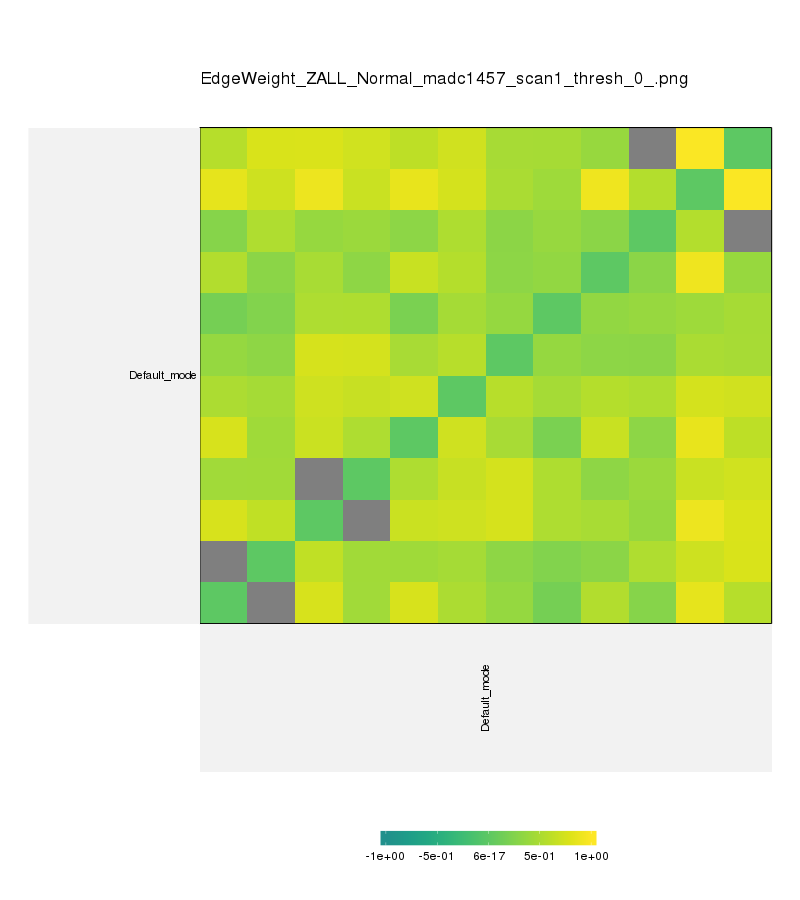 EdgeWeight_ZALL_Normal_madc1457_scan1_thresh_0_.png
Default_mode
Default_mode
-1e+00 -5e-01 6e-17 5e-01 1e+00